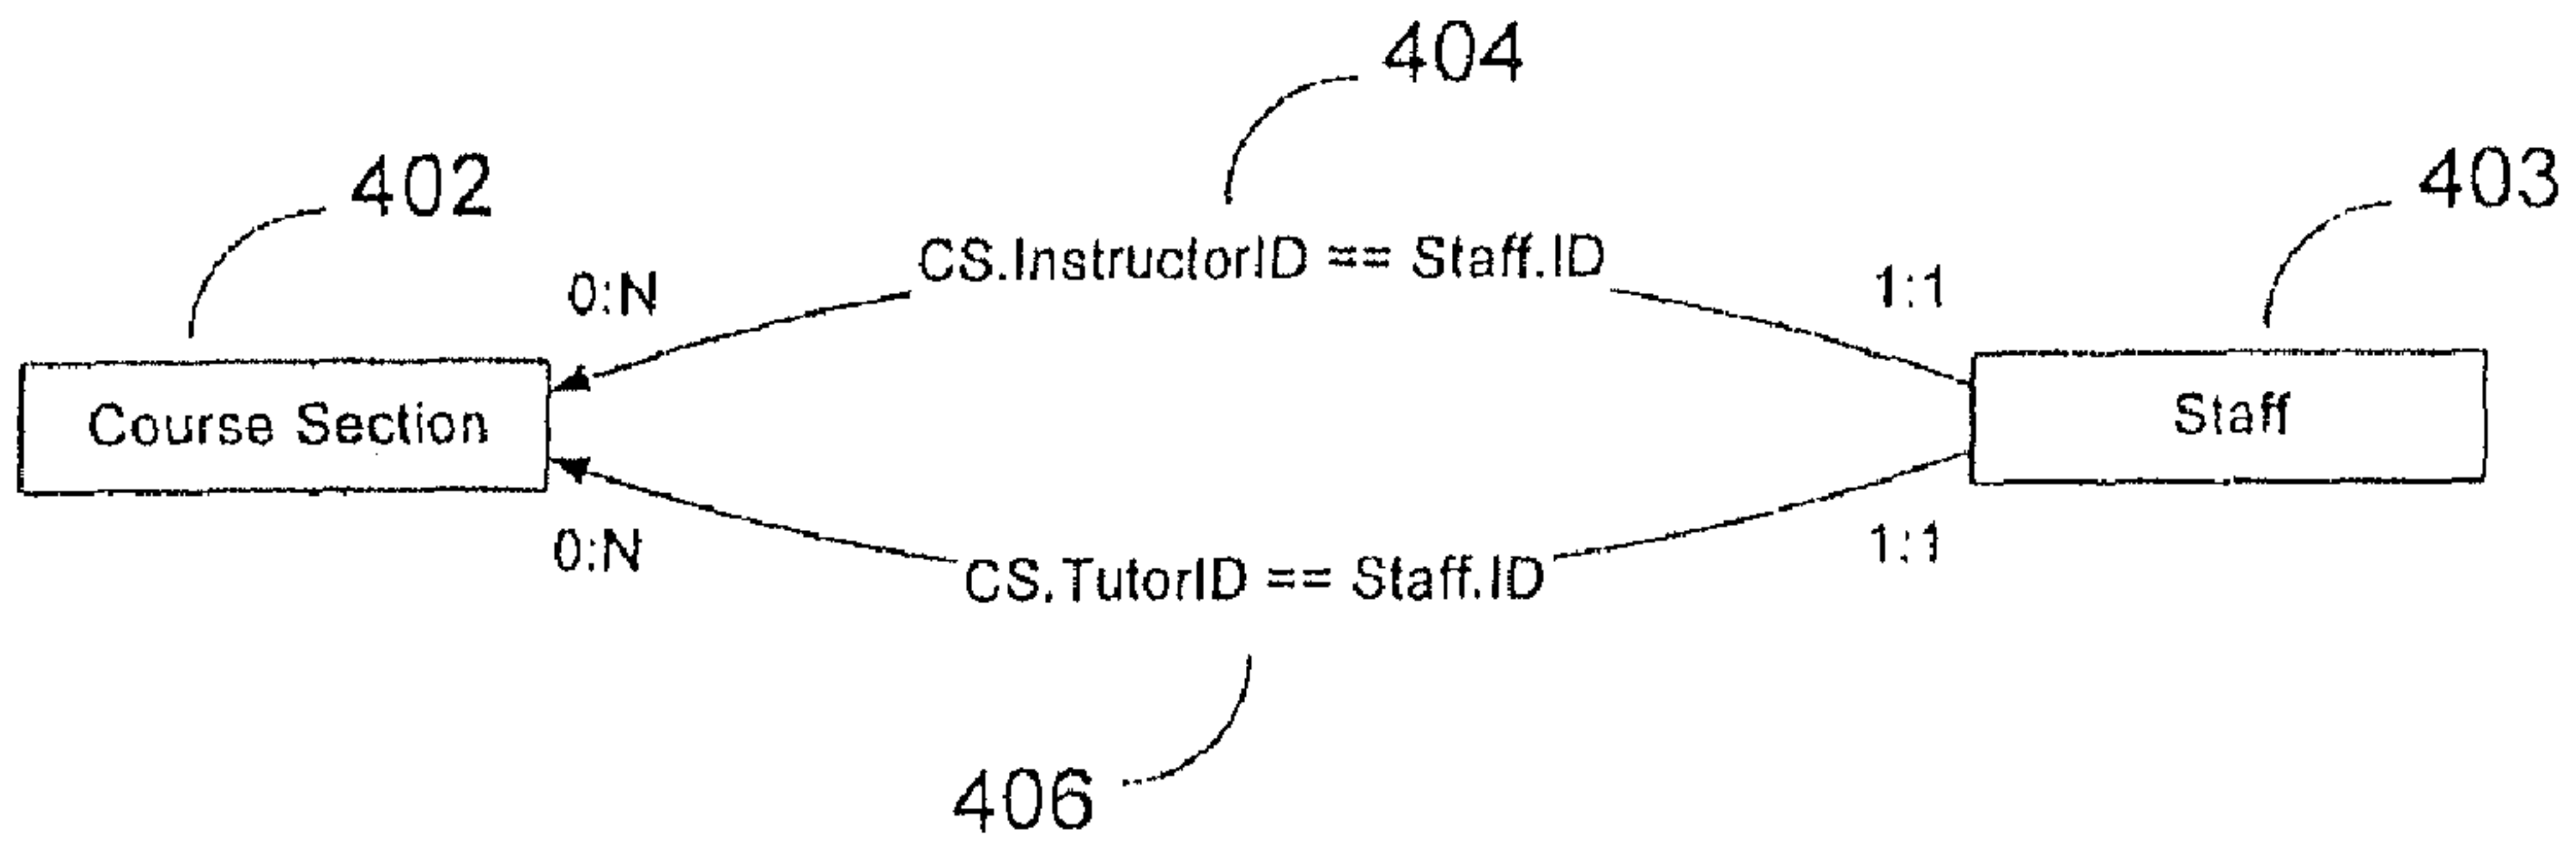 404
402
403
CS.InstructorID == Staff.ID
0:N
1:1
Course Section
Staff
0:N
1:1
CS.TutorID == Staff.ID
406